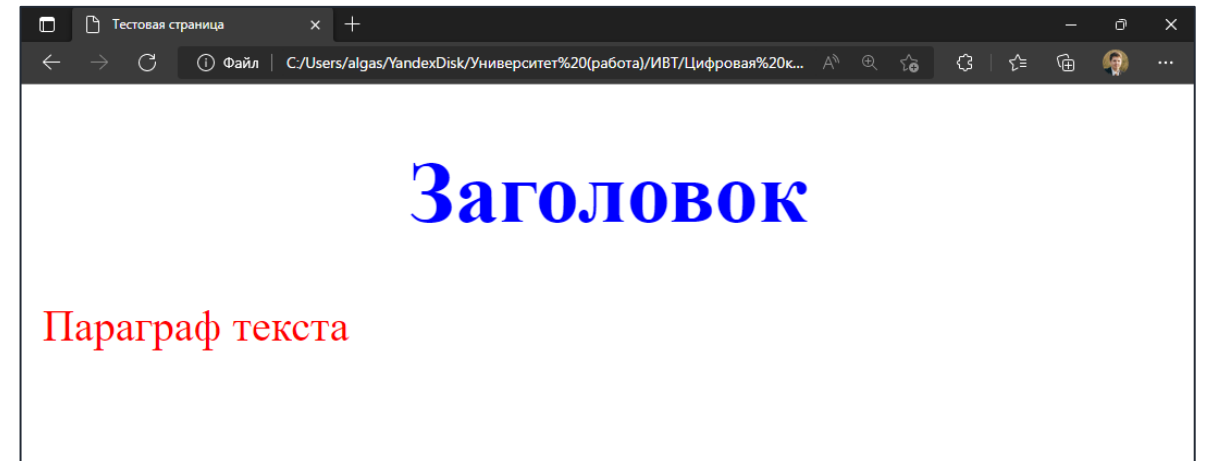 Тестовая страница
Файл C:/Users/algas/YandexDisk/Университет%20(работа)/ИВТ/Цифровая%20к...
Заголовок
Параграф текста